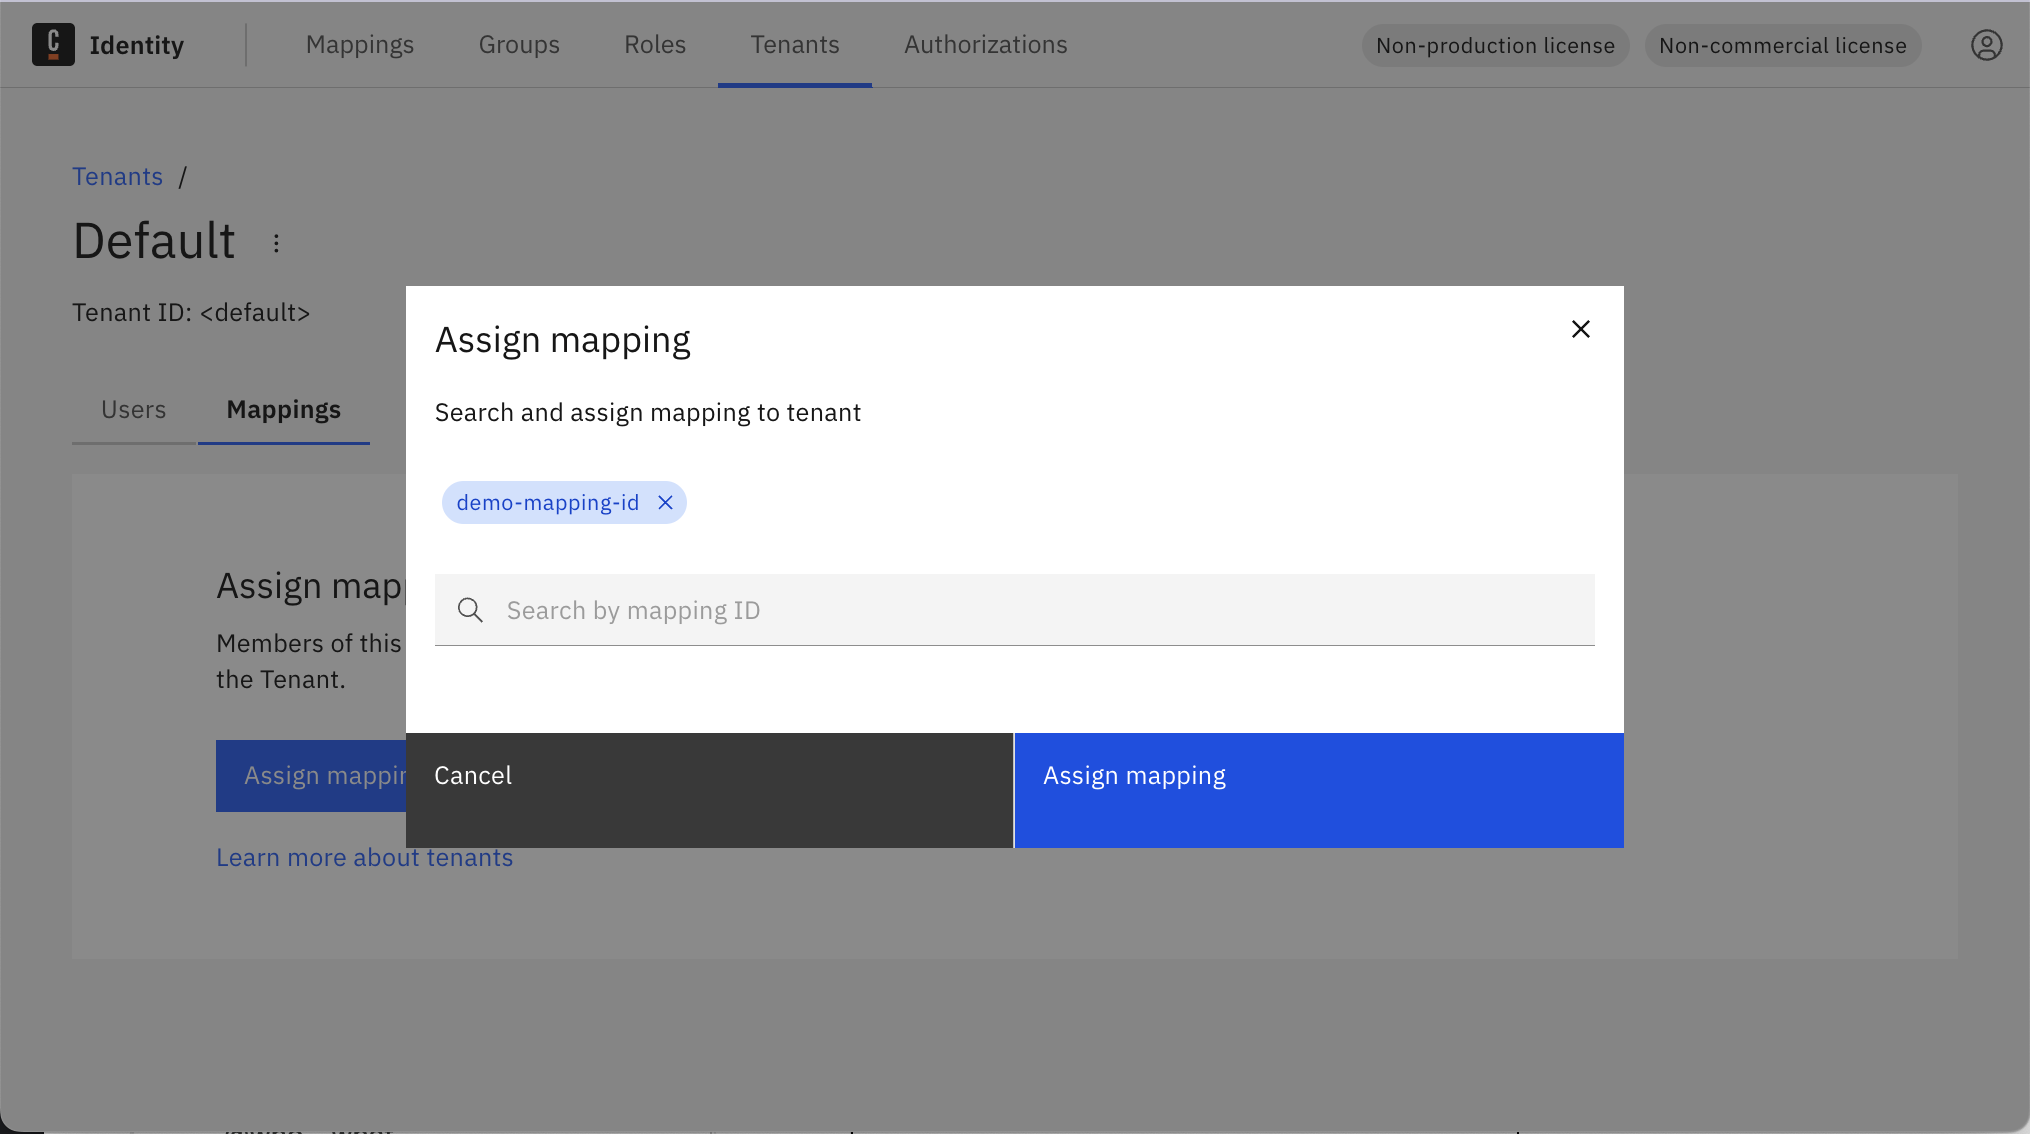 C Identity Mappings Groups Roles Tenants Authorizations Non-production license Non-commercial license
Tenants /
Default
Tenant ID: <default>
Users Mappings
Assign mapping
Search and assign mapping to tenant
demo-mapping-id
Search by mapping ID
Cancel Assign mapping
Assign
Members of this
the Tenant.
Assign
Learn more about tenants